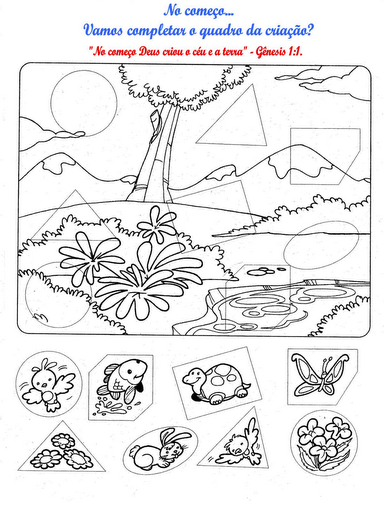 No começo...
Vamos completar o quadro da criação?
"No começo Deus criou o céu e a terra" - Gênesis 1:1.